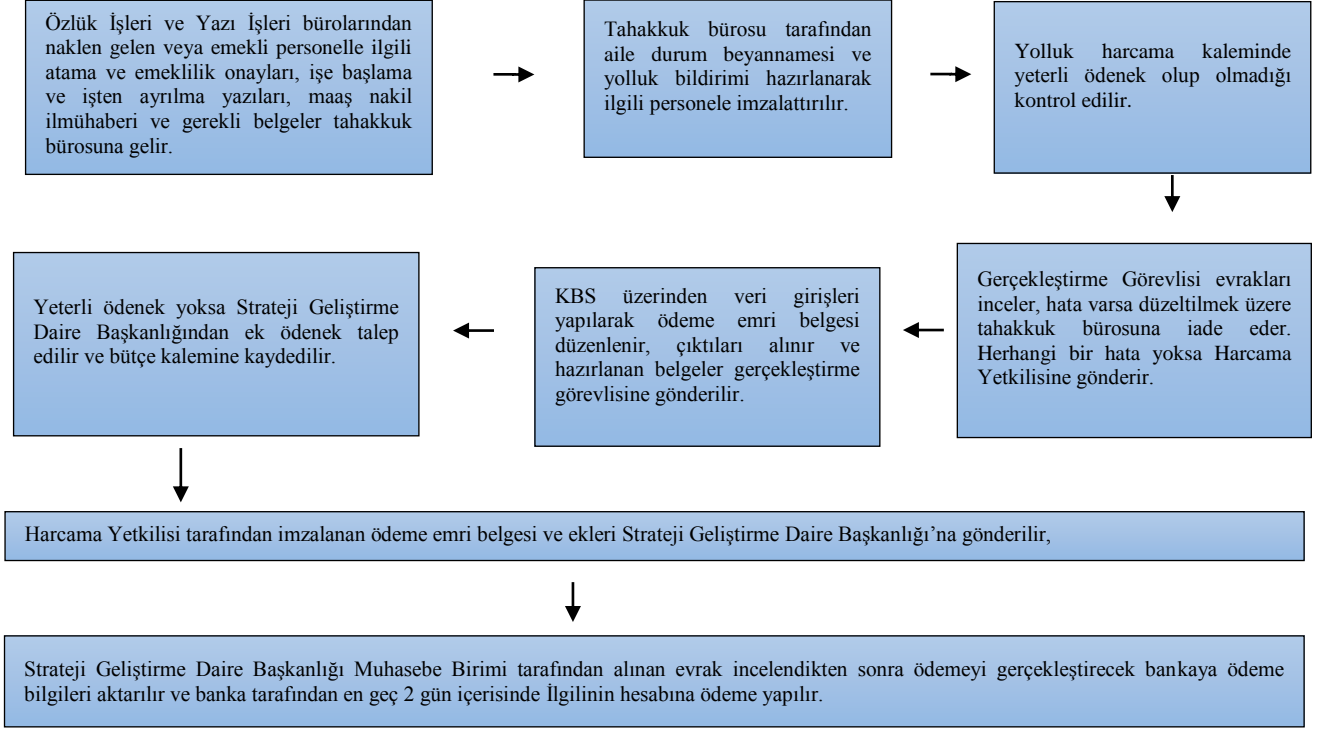 Özlük İşleri ve Yazı İşleri bürolarından
naklen gelen veya emekli personelle ilgili
atama ve emeklilik onayları, işe başlama
ve işten ayrılma yazıları, maaş nakil
ilmühaberi ve gerekli belgeler tahakkuk
bürosuna gelir.
Tahakkuk bürosu tarafından
aile durum beyannamesi ve
yolluk bildirimi hazırlanarak
ilgili personele imzalattırılır.
Yolluk harcama kaleminde
yeterli ödenek olup olmadığı
kontrol edilir.
Yeterli ödenek yoksa Strateji Geliştirme
Daire Başkanlığından ek ödenek talep
edilir ve bütçe kalemine kaydedilir.
KBS üzerinden veri girişleri
yapılarak ödeme emri belgesi
düzenlenir, çıktıları alınır ve
hazırlanan belgeler gerçekleştirme
görevlisine gönderilir.
Gerçekleştirme Görevlisi evrakları
inceler, hata varsa düzeltilmek üzere
tahakkuk bürosuna iade eder.
Herhangi bir hata yoksa Harcama
Yetkilisine gönderir.
Harcama Yetkilisi tarafından imzalanan ödeme emri belgesi ve ekleri Strateji Geliştirme Daire Başkanlığı’na gönderilir,
Strateji Geliştirme Daire Başkanlığı Muhasebe Birimi tarafından alınan evrak incelendikten sonra ödemeyi gerçekleştirecek bankaya ödeme
bilgileri aktarılır ve banka tarafından en geç 2 gün içerisinde İlgilinin hesabına ödeme yapılır.